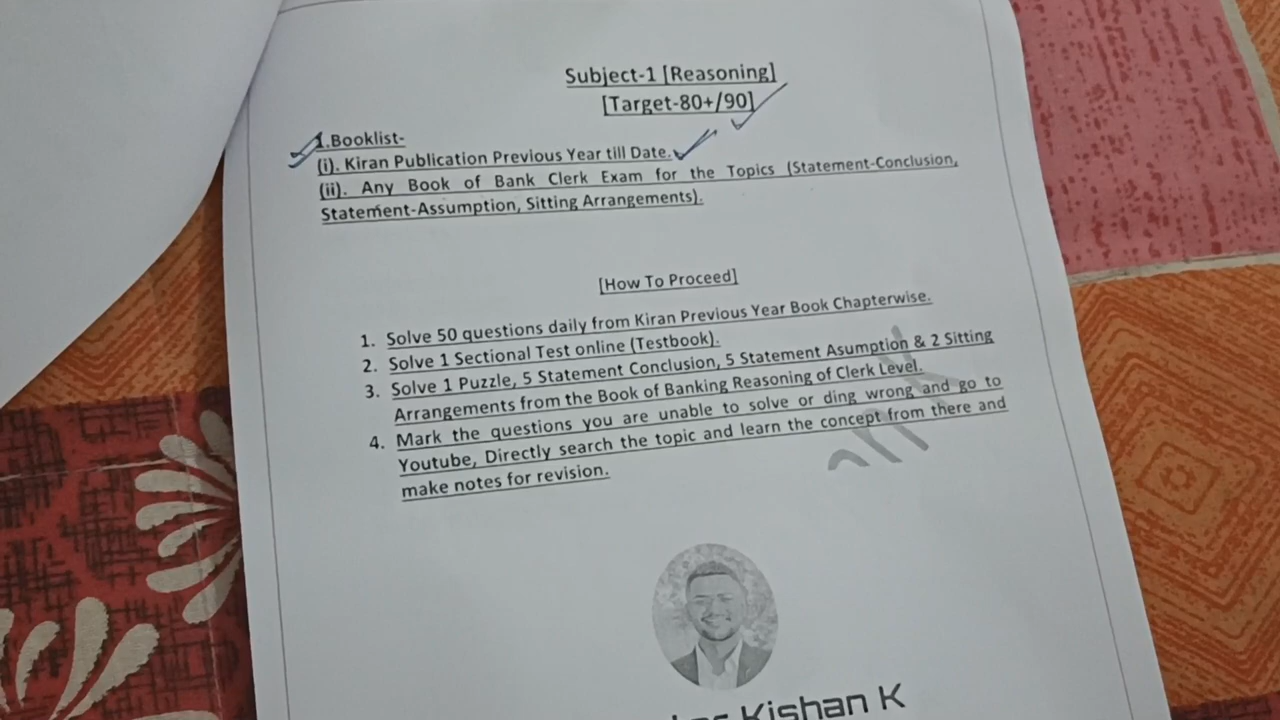 Subject-1 [Reasoning]
[Target-80+/90]
1.Booklist-
(i). Kiran Publication Previous Year till Date.
(ii). Any Book of Bank Clerk Exam for the Topics (Statement-Conclusion,
Statement-Assumption, Sitting Arrangements).
[How To Proceed]
1. Solve 50 questions daily from Kiran Previous Year Book Chapterwise.
2. Solve 1 Sectional Test online (Testbook).
3. Solve 1 Puzzle, 5 Statement Conclusion, 5 Statement Asumption & 2 Sitting
Arrangements from the Book of Banking Reasoning of Clerk Level.
4. Mark the questions you are unable to solve or ding wrong and go to
Youtube, Directly search the topic and learn the concept from there and
make notes for revision.
Kishan K